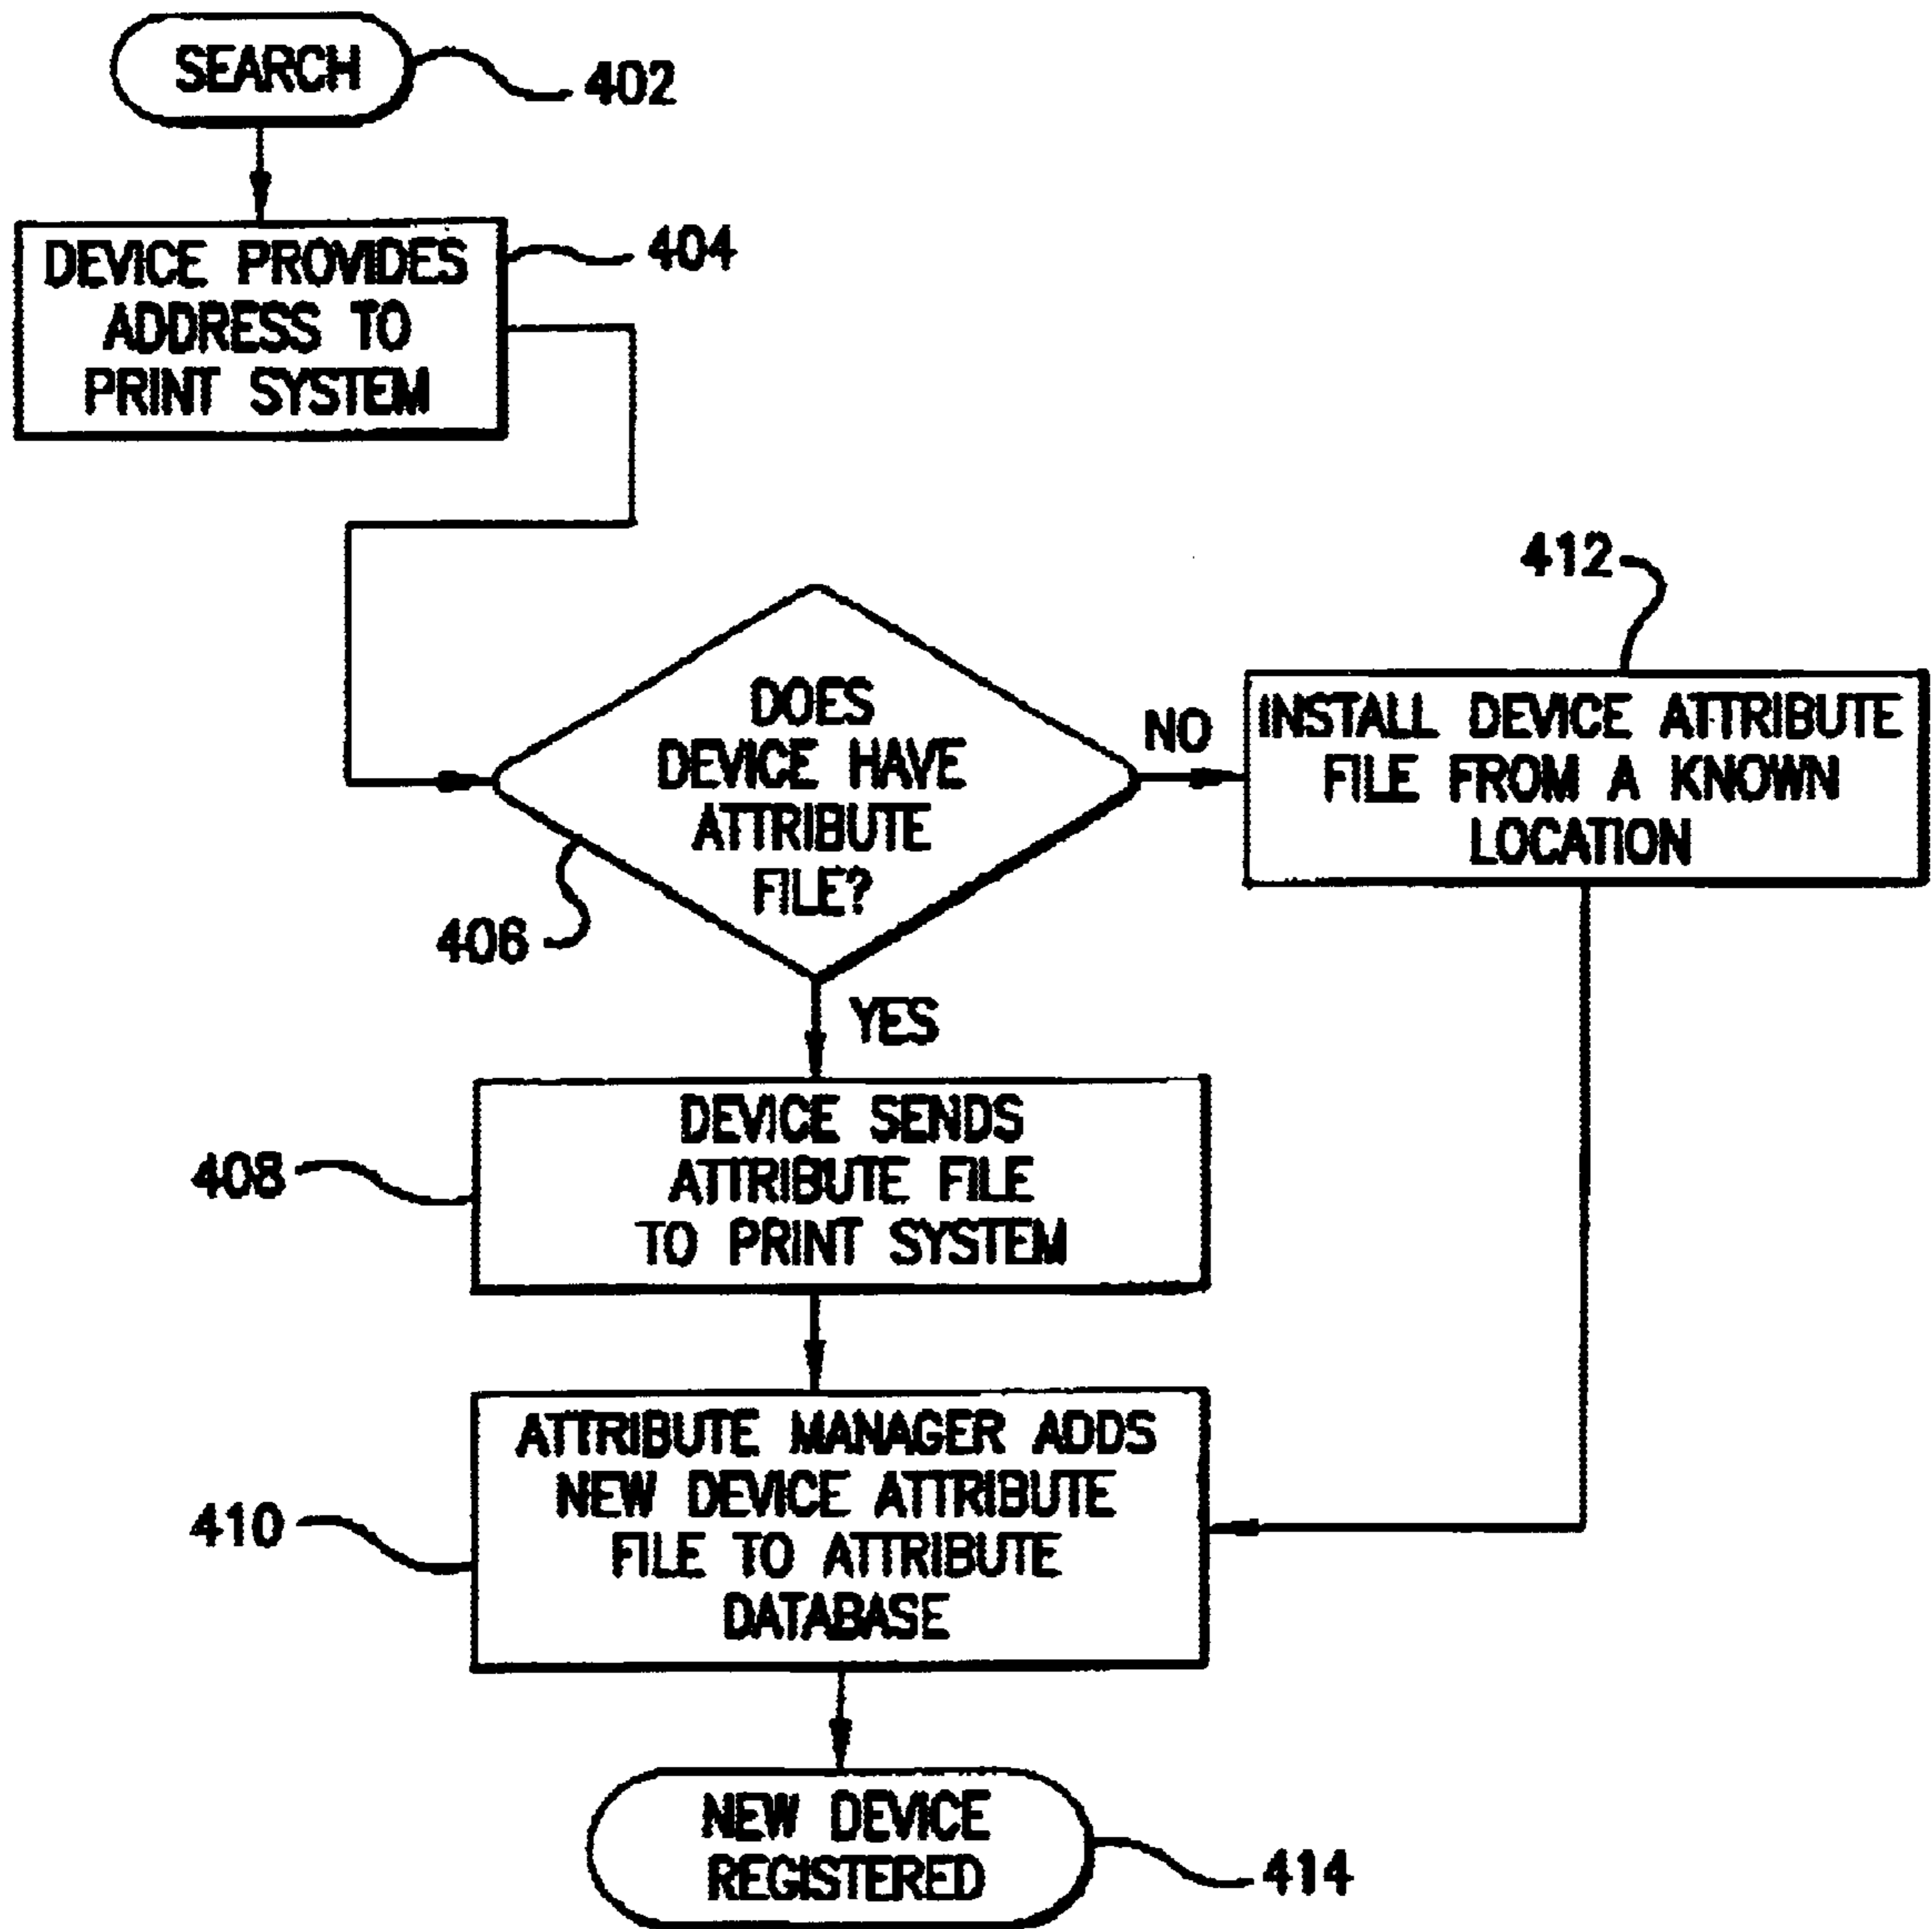 SEARCH
402
DEVICE PROVIDES
ADDRESS TO
PRINT SYSTEM
404
DOES
DEVICE HAVE
ATTRIBUTE
FILE?
406
NO
412
INSTALL DEVICE ATTRIBUTE
FILE FROM A KNOWN
LOCATION
YES
408
DEVICE SENDS
ATTRIBUTE FILE
TO PRINT SYSTEM
410
ATTRIBUTE MANAGER ADDS
NEW DEVICE ATTRIBUTE
FILE TO ATTRIBUTE
DATABASE
NEW DEVICE
REGISTERED
414